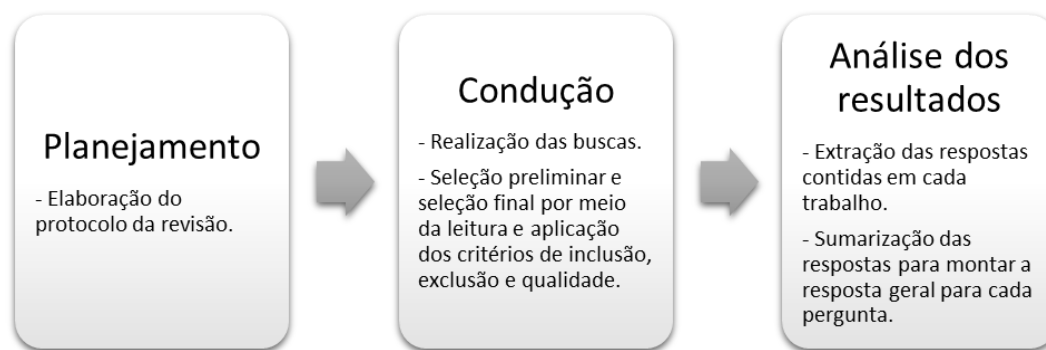 Planejamento
- Elaboração do
protocolo da revisão.
Condução
- Realização das buscas.
- Seleção preliminar e
seleção final por meio
da leitura e aplicação
dos critérios de inclusão,
exclusão e qualidade.
Análise dos
resultados
- Extração das respostas
contidas em cada
trabalho.
- Sumarização das
respostas para montar a
resposta geral para cada
pergunta.